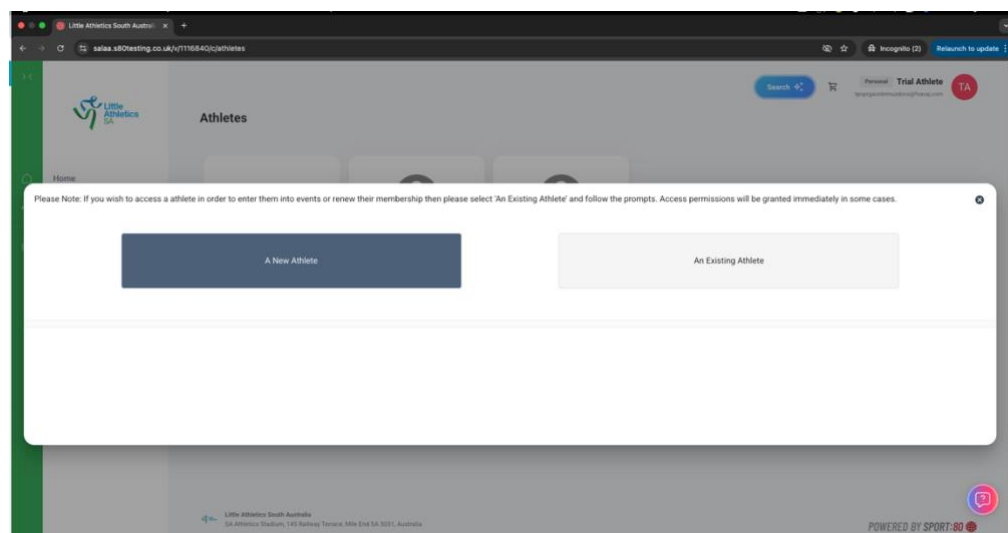 Little Athletics South Austral
salaa.s80testing.co.uk/v/1116840/c/athletes
Incognito (2)
Relaunch to update
Little
Athletics
SA
Athletes
Search
Personal
Trial Athlete
TA
Home
Please Note: If you wish to access a athlete in order to enter them into events or renew their membership then please select 'An Existing Athlete' and follow the prompts. Access permissions will be granted immediately in some cases.
A New Athlete
An Existing Athlete
Little Athletics South Australia
SA Athletics Stadium, 145 Railway Terrace, Mile End SA 5031, Australia
POWERED BY SPORT:80